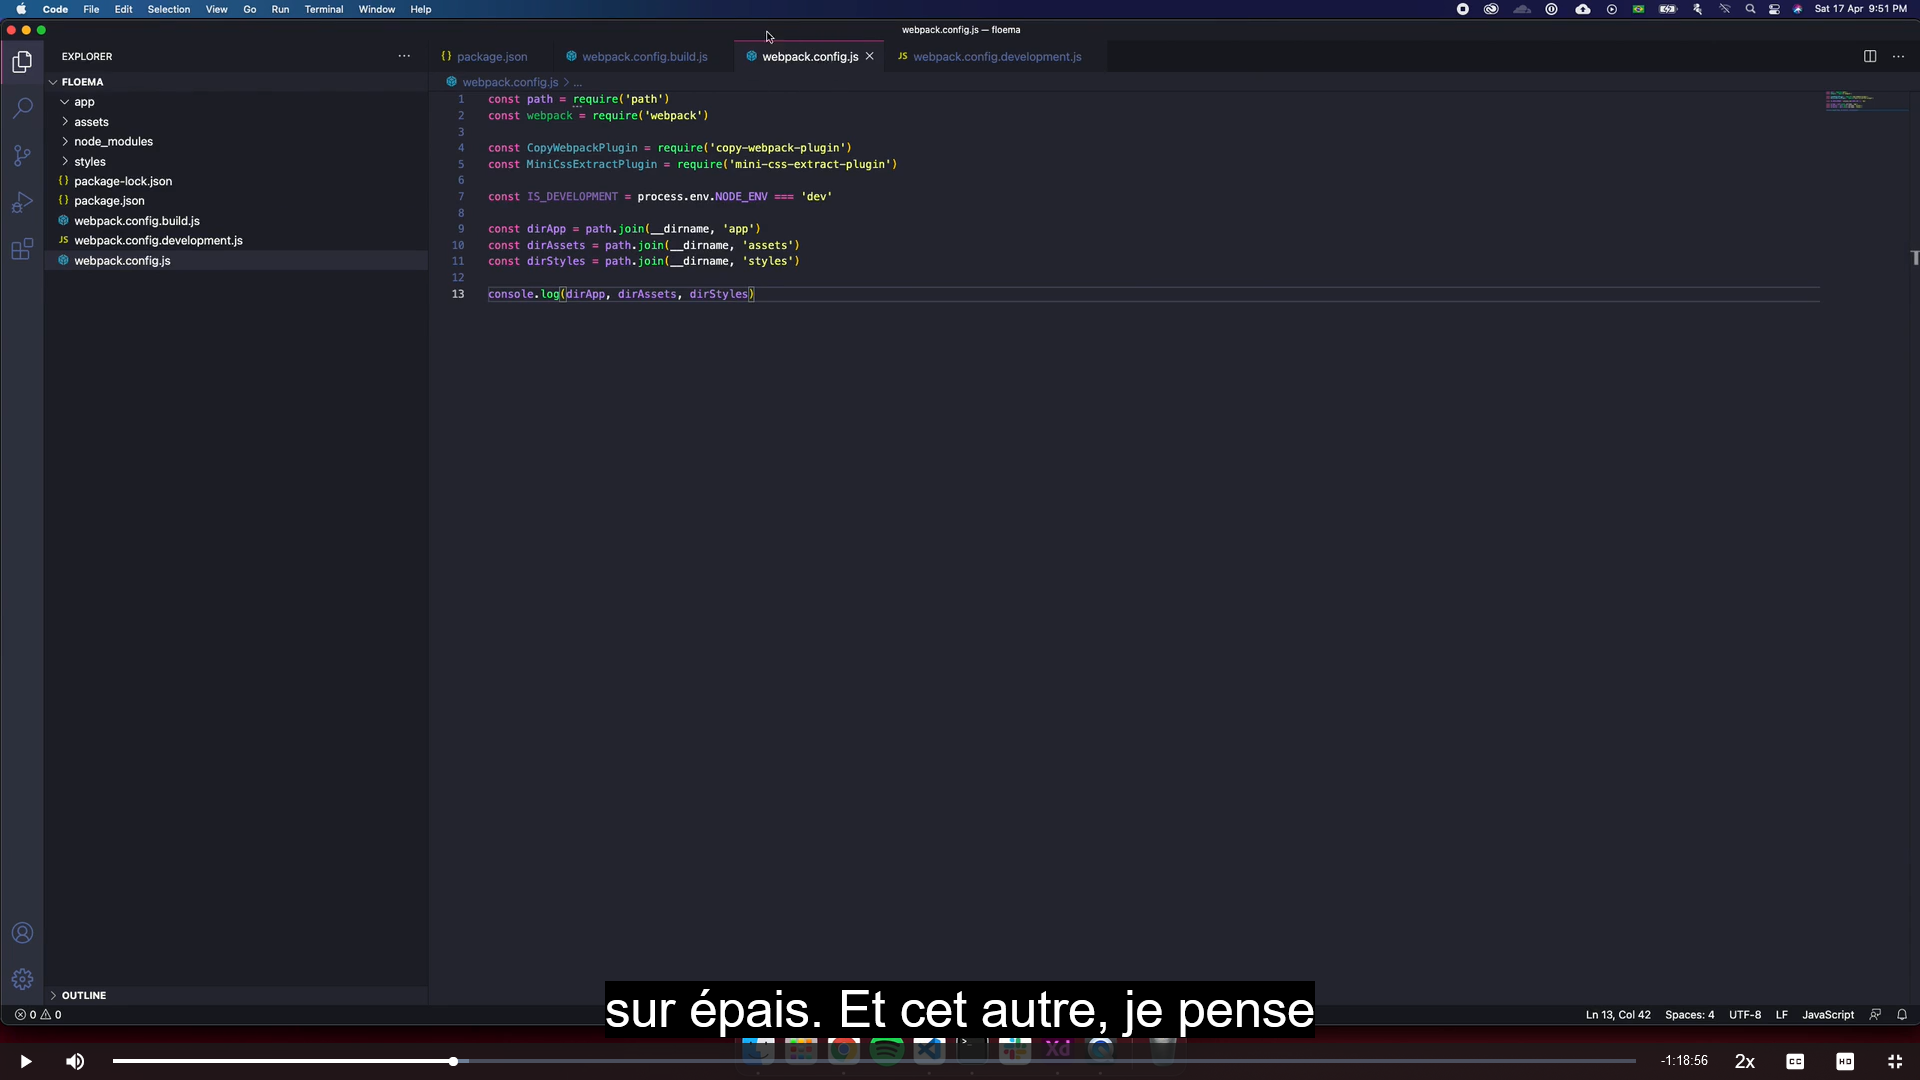 Code File Edit Selection View Go Run Terminal Window Help Sat 17 Apr 9:51 PM
webpack.config.js — floema
EXPLORER
package.json webpack.config.build.js webpack.config.js JS webpack.config.development.js
FLOEMA
webpack.config.js > ...
app
assets
node_modules
styles
{} package-lock.json
{} package.json
webpack.config.build.js
JS webpack.config.development.js
webpack.config.js
1 const path = require('path')
2 const webpack = require('webpack')
3
4 const CopyWebpackPlugin = require('copy-webpack-plugin')
5 const MiniCssExtractPlugin = require('mini-css-extract-plugin')
6
7 const IS_DEVELOPMENT = process.env.NODE_ENV === 'dev'
8
9 const dirApp = path.join(__dirname, 'app')
10 const dirAssets = path.join(__dirname, 'assets')
11 const dirStyles = path.join(__dirname, 'styles')
12
13 console.log(dirApp, dirAssets, dirStyles)
OUTLINE
sur épais. Et cet autre, je pense
0 0 Ln 13, Col 42 Spaces: 4 UTF-8 LF JavaScript
Xd
-1:18:56 2x CC HD